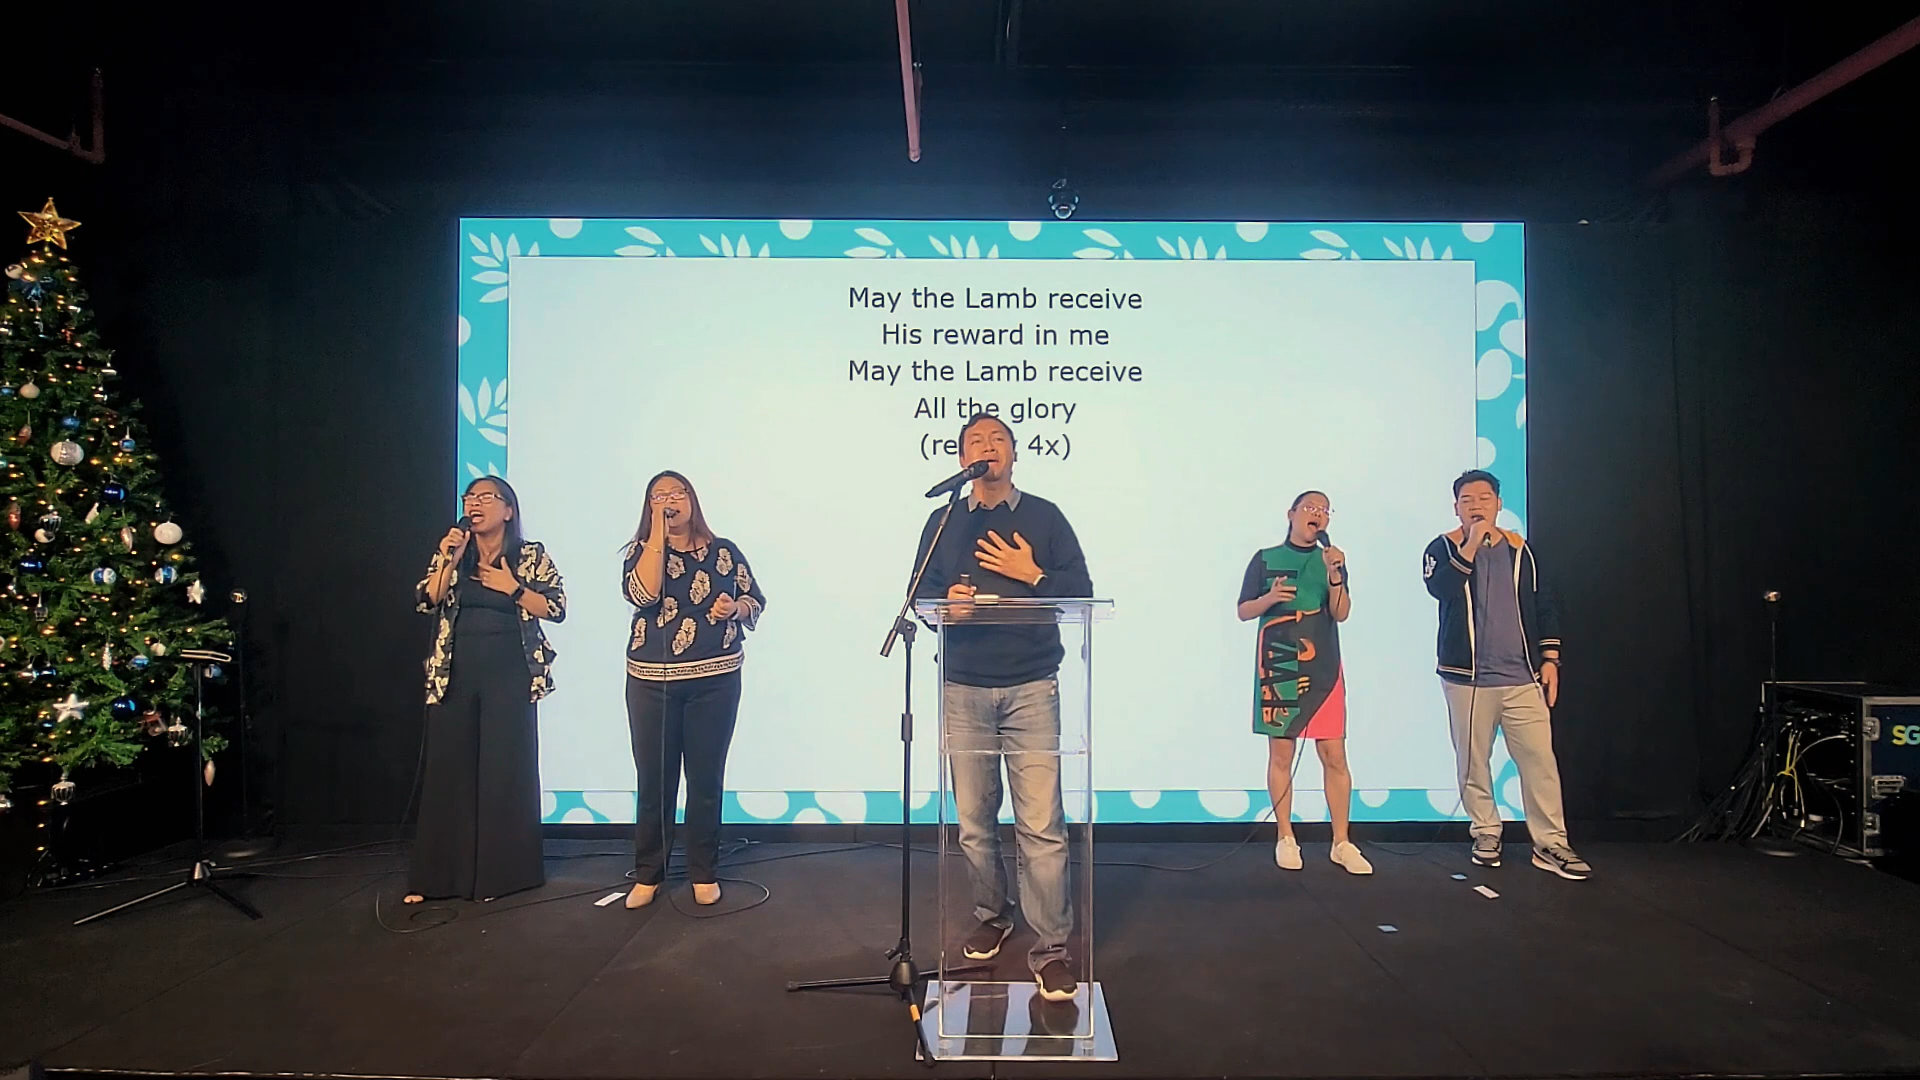 May the Lamb receive
His reward in me
May the Lamb receive
All the glory
4x)
SG